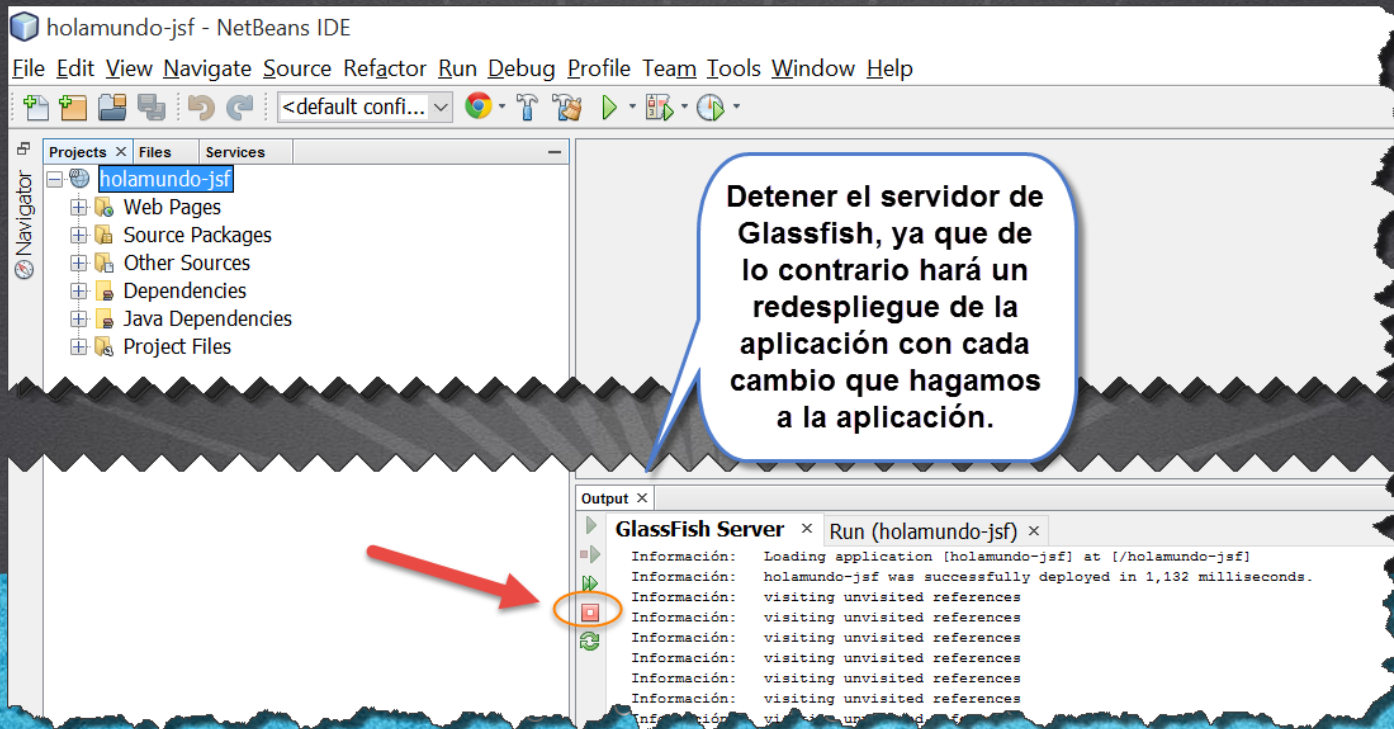 holamundo-jsf - NetBeans IDE
File Edit View Navigate Source Refactor Run Debug Profile Team Tools Window Help
<default confi...
Projects Files Services
Navigator
holamundo-jsf
Web Pages
Source Packages
Other Sources
Dependencies
Java Dependencies
Project Files
Detener el servidor de
Glassfish, ya que de
lo contrario hará un
redespliegue de la
aplicación con cada
cambio que hagamos
a la aplicación.
Output
GlassFish Server Run (holamundo-jsf)
Información: Loading application [holamundo-jsf] at [/holamundo-jsf]
Información: holamundo-jsf was successfully deployed in 1,132 milliseconds.
Información: visiting unvisited references
Información: visiting unvisited references
Información: visiting unvisited references
Información: visiting unvisited references
Información: visiting unvisited references
Información: visiting unvisited references